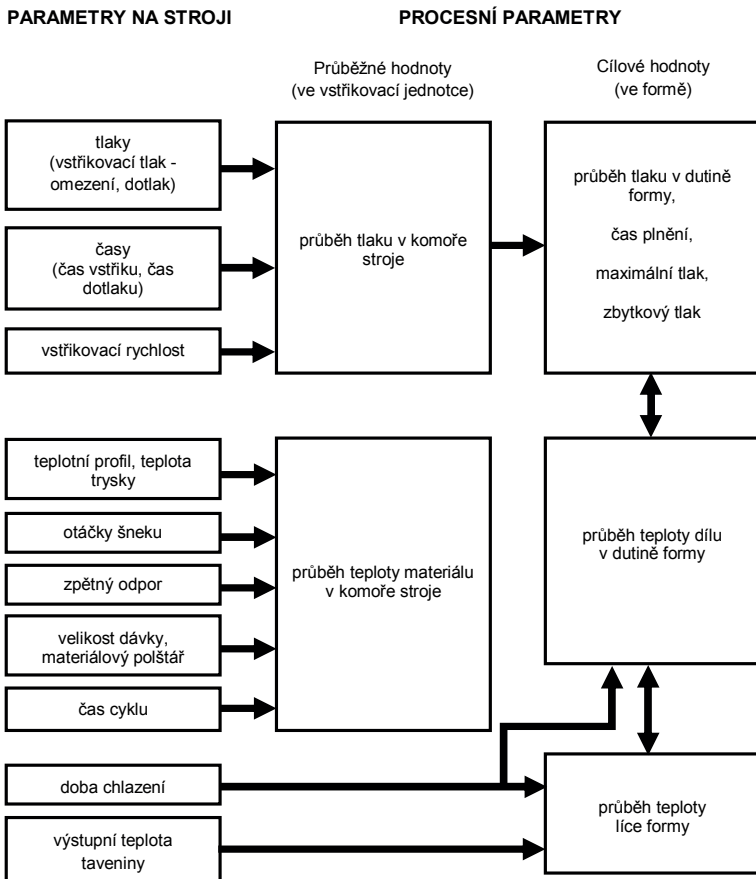 PARAMETRY NA STROJI
PROCESNÍ PARAMETRY
Průběžné hodnoty
(ve vstřikovací jednotce)
Cílové hodnoty
(ve formě)
tlaky
(vstřikovací tlak -
omezení, dotlak)
časy
(čas vstřiku, čas
dotlaku)
vstřikovací rychlost
průběh tlaku v komoře
stroje
průběh tlaku v dutině
formy,
čas plnění,
maximální tlak,
zbytkový tlak
teplotní profil, teplota
trysky
otáčky šneku
zpětný odpor
velikost dávky,
materiálový polštář
čas cyklu
průběh teploty materiálu
v komoře stroje
průběh teploty dílu
v dutině formy
doba chlazení
výstupní teplota
taveniny
průběh teploty
líce formy